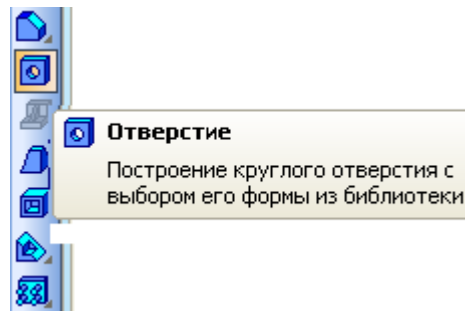 Отверстие
Построение круглого отверстия с
выбором его формы из библиотеки